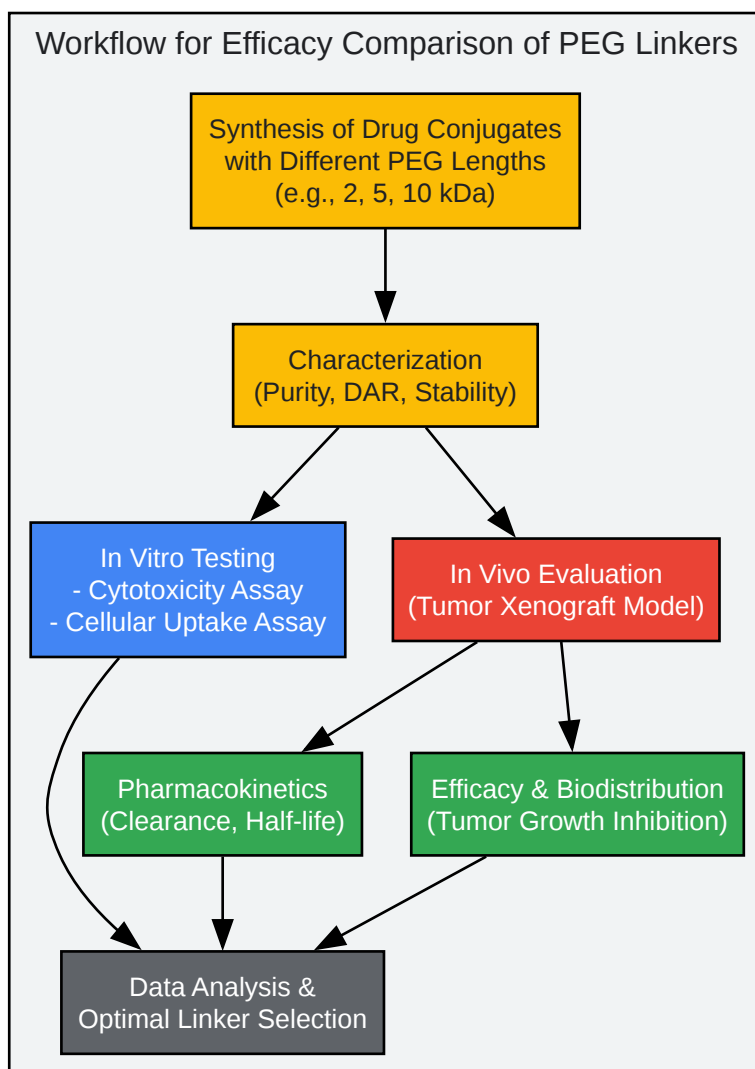 Workflow for Efficacy Comparison of PEG Linkers
Synthesis of Drug Conjugates
with Different PEG Lengths
(e.g., 2, 5, 10 kDa)
Characterization
(Purity, DAR, Stability)
In Vitro Testing
- Cytotoxicity Assay
- Cellular Uptake Assay
In Vivo Evaluation
(Tumor Xenograft Model)
Pharmacokinetics
(Clearance, Half-life)
Efficacy & Biodistribution
(Tumor Growth Inhibition)
Data Analysis &
Optimal Linker Selection